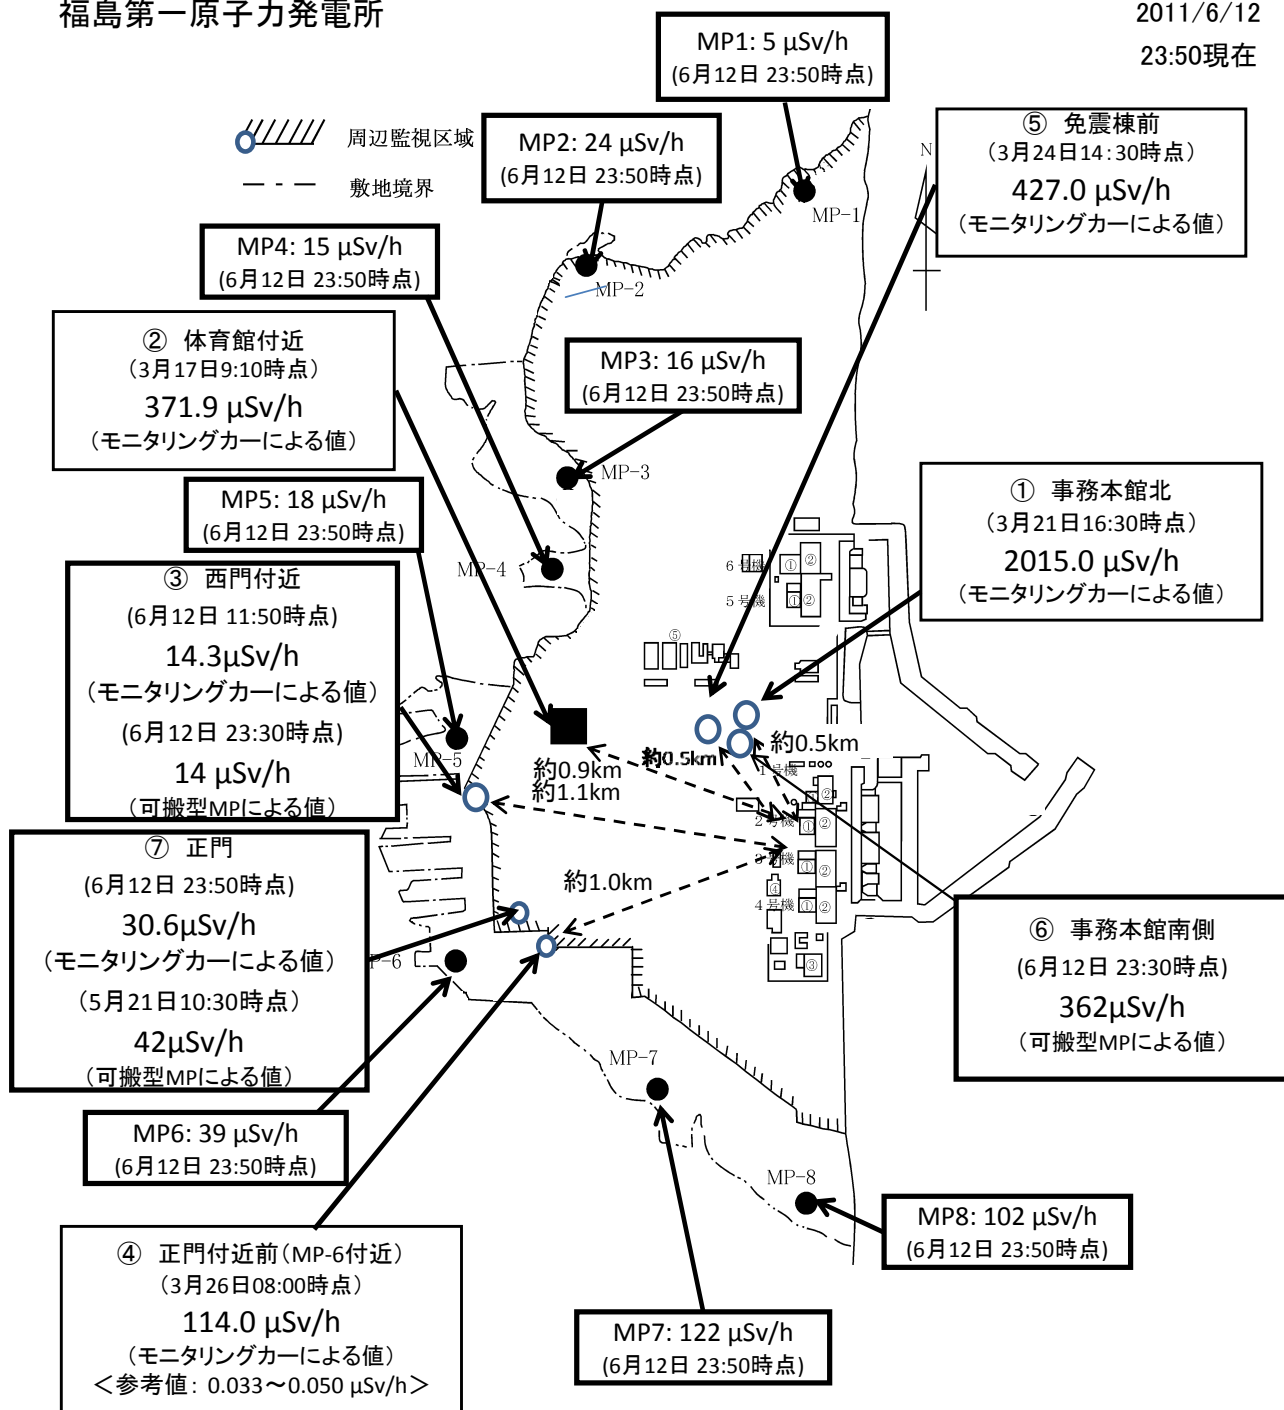 福島第一原子力発電所
2011/6/12
23:50現在
MP1: 5 μSv/h
(6月12日 23:50時点)
周辺監視区域
敷地境界
MP2: 24 μSv/h
(6月12日 23:50時点)
⑤ 免震棟前
(3月24日14:30時点)
427.0 μSv/h
(モニタリングカーによる値)
N
MP-1
MP4: 15 μSv/h
(6月12日 23:50時点)
MP-2
② 体育館付近
(3月17日9:10時点)
371.9 μSv/h
(モニタリングカーによる値)
MP3: 16 μSv/h
(6月12日 23:50時点)
MP-3
① 事務本館北
(3月21日16:30時点)
2015.0 μSv/h
(モニタリングカーによる値)
MP5: 18 μSv/h
(6月12日 23:50時点)
MP-4
6号機
①
②
5号機
①
②
③ 西門付近
(6月12日 11:50時点)
14.3μSv/h
(モニタリングカーによる値)
(6月12日 23:30時点)
14 μSv/h
(可搬型MPによる値)
⑤
MP-5
約0.9km
約1.1km
約0.5km
約0.5km
1号機
②
2号機
①
②
3号機
①
②
④
4号機
①
②
③
⑦ 正門
(6月12日 23:50時点)
30.6μSv/h
(モニタリングカーによる値)
(5月21日10:30時点)
42μSv/h
(可搬型MPによる値)
約1.0km
P-6
⑥ 事務本館南側
(6月12日 23:30時点)
362μSv/h
(可搬型MPによる値)
MP-7
MP6: 39 μSv/h
(6月12日 23:50時点)
MP-8
MP8: 102 μSv/h
(6月12日 23:50時点)
④ 正門付近前(MP-6付近)
(3月26日08:00時点)
114.0 μSv/h
(モニタリングカーによる値)
<参考値: 0.033～0.050 μSv/h>
MP7: 122 μSv/h
(6月12日 23:50時点)